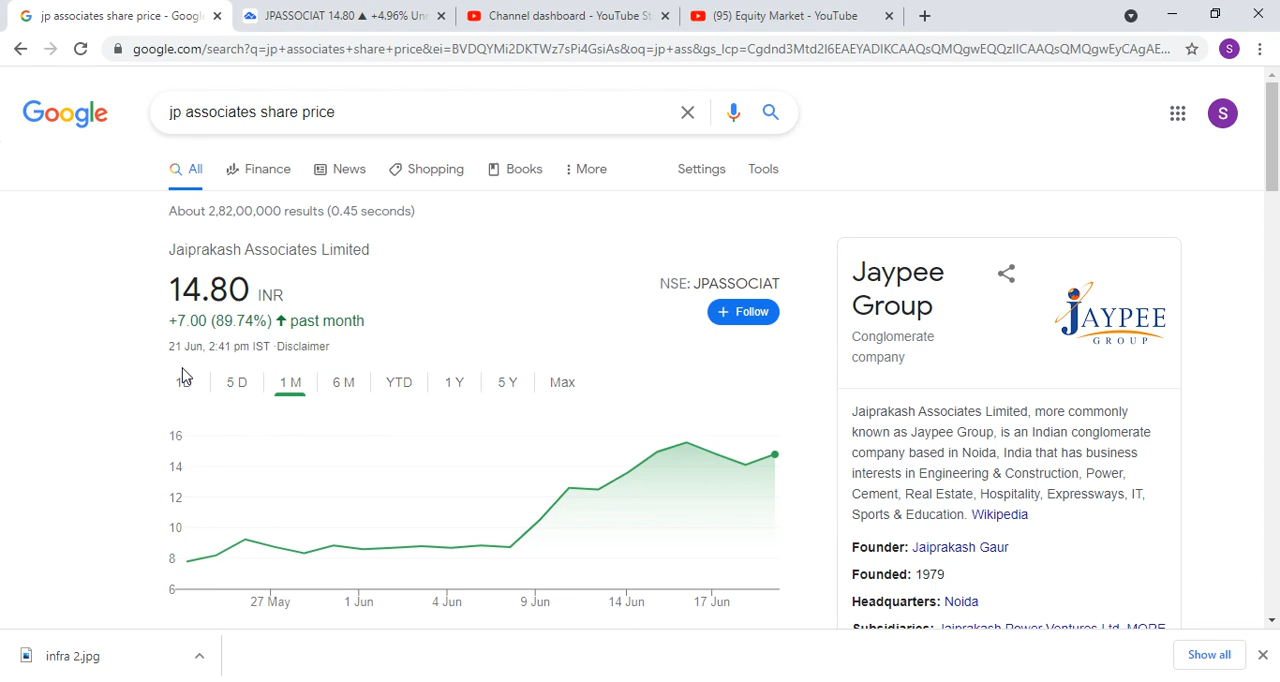 jp associates share price - Google
JPASSOCIAT 14.80 ▲ +4.96% Un
Channel dashboard - YouTube St
(95) Equity Market - YouTube
google.com/search?q=jp+associates+share+price&ei=BVDQYMi2DKTWz7sPi4GsiAs&oq=jp+ass&gs_lcp=Cgdnd3Mtd2l6EAEYADIKCAAQsQMQgwEQQzIICAAQsQMQgwEyCAgAE...
S
Google
jp associates share price
S
All
Finance
News
Shopping
Books
More
Settings
Tools
About 2,82,00,000 results (0.45 seconds)
Jaiprakash Associates Limited
14.80 INR
NSE: JPASSOCIAT
+7.00 (89.74%) ↑ past month
+ Follow
21 Jun, 2:41 pm IST · Disclaimer
1D
5 D
1 M
6 M
YTD
1 Y
5 Y
Max
16
14
12
10
8
6
27 May
1 Jun
4 Jun
9 Jun
14 Jun
17 Jun
Jaypee
Group
Conglomerate
company
JAYPEE
GROUP
Jaiprakash Associates Limited, more commonly
known as Jaypee Group, is an Indian conglomerate
company based in Noida, India that has business
interests in Engineering & Construction, Power,
Cement, Real Estate, Hospitality, Expressways, IT,
Sports & Education. Wikipedia
Founder: Jaiprakash Gaur
Founded: 1979
Headquarters: Noida
Subsidiaries: Jaiprakash Power Ventures Ltd, MORE
infra 2.jpg
Show all